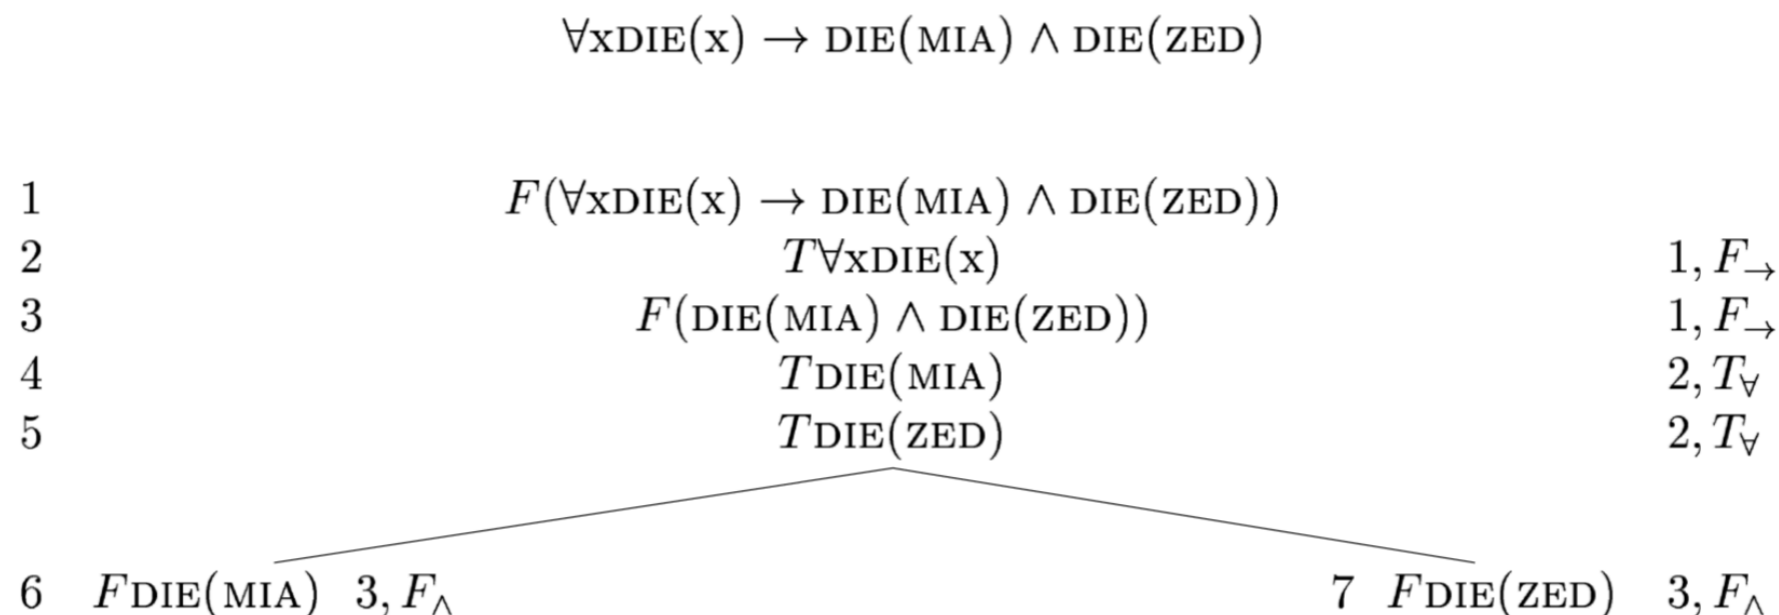 ∀xDIE(x) → DIE(MIA) ∧ DIE(ZED)
1 F(∀xDIE(x) → DIE(MIA) ∧ DIE(ZED))
2 T∀xDIE(x) 1, F→
3 F(DIE(MIA) ∧ DIE(ZED)) 1, F→
4 TDIE(MIA) 2, T∀
5 TDIE(ZED) 2, T∀
6 FDIE(MIA) 3, F∧ 7 FDIE(ZED) 3, F∧